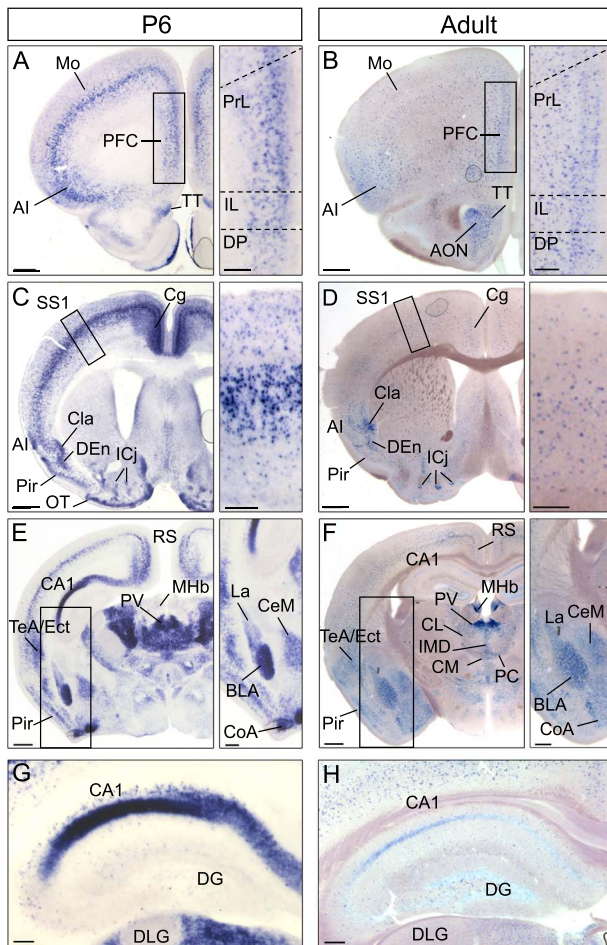 P6
Adult
A
Mo
PFC
AI
TT
PrL
IL
DP
B
Mo
PFC
AI
TT
AON
PrL
IL
DP
C
SS1
Cg
Cla
AI
DEn
ICj
Pir
OT
D
SS1
Cg
Cla
AI
DEn
ICj
Pir
E
RS
CA1
MHb
PV
TeA/Ect
Pir
La
CeM
BLA
CoA
F
RS
CA1
MHb
PV
CL
TeA/Ect
IMD
CM
PC
Pir
La
CeM
BLA
CoA
G
CA1
DG
DLG
H
CA1
DG
DLG